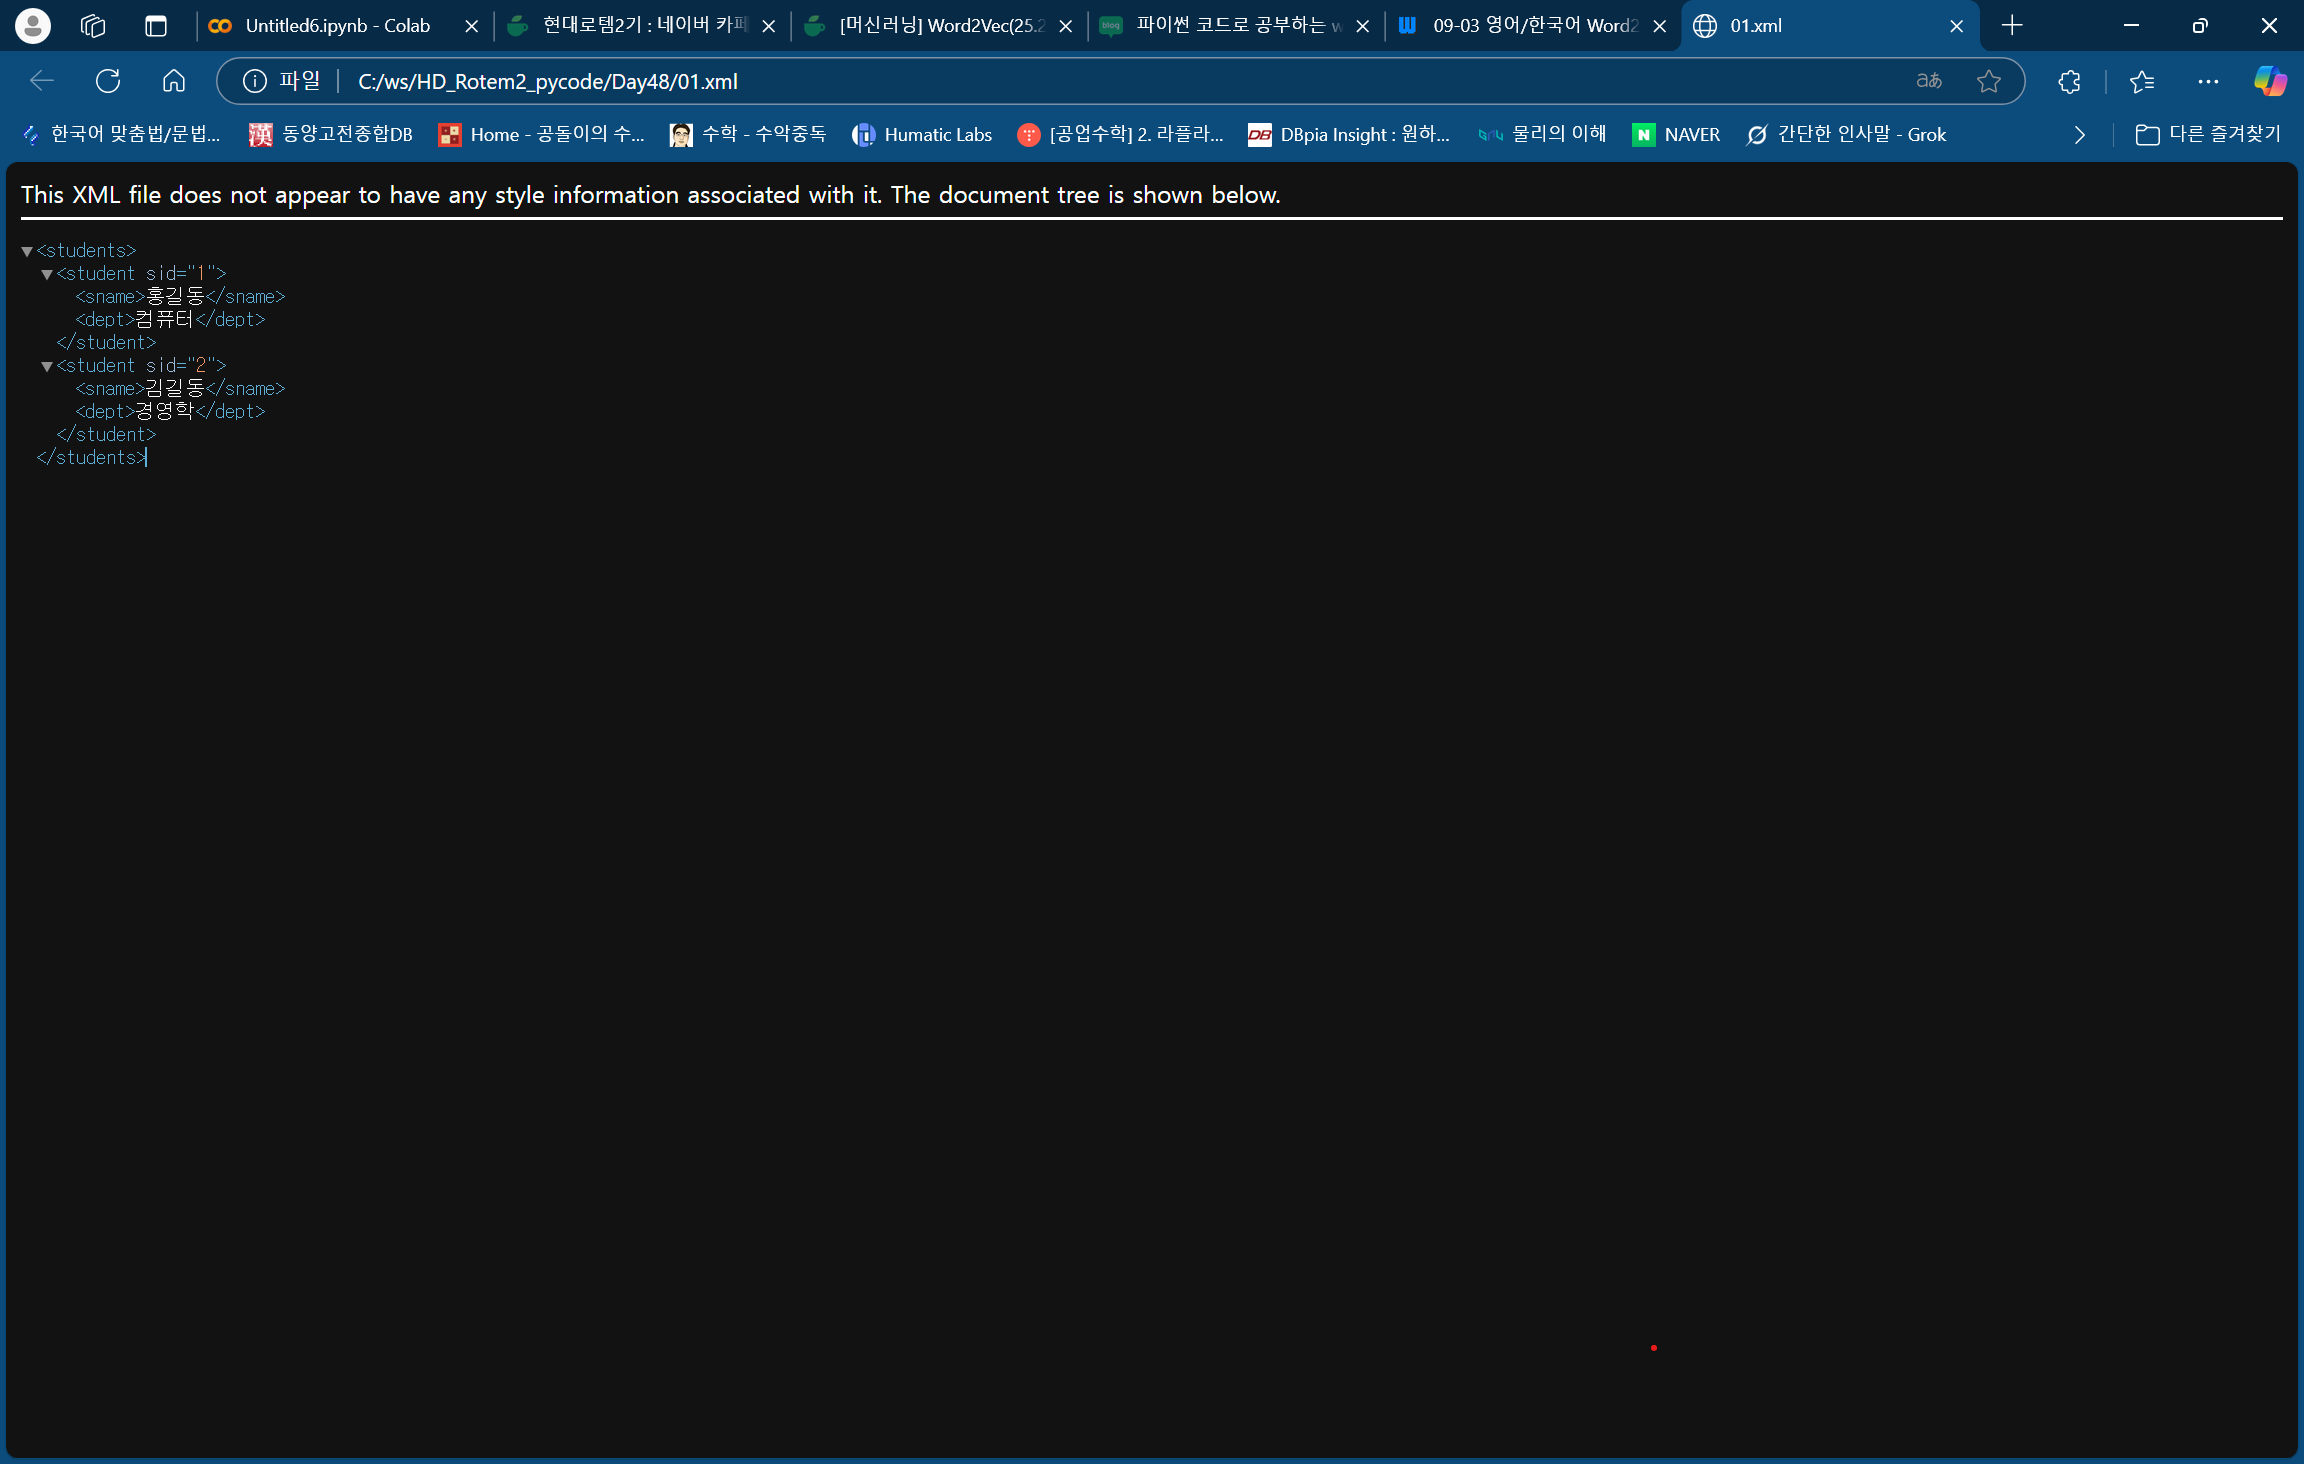 Untitled6.ipynb - Colab
현대로템2기 : 네이버 카페
[머신러닝] Word2Vec(25.2
파이썬 코드로 공부하는 w
09-03 영어/한국어 Word2
01.xml
파일
C:/ws/HD_Rotem2_pycode/Day48/01.xml
aあ
한국어 맞춤법/문법...
漢 동양고전종합DB
Home - 공돌이의 수...
수학 - 수악중독
Humatic Labs
[공업수학] 2. 라플라...
DB DBpia Insight : 원하...
물리의 이해
N NAVER
간단한 인사말 - Grok
다른 즐겨찾기
This XML file does not appear to have any style information associated with it. The document tree is shown below.
▼<students>
▼<student sid="1">
<sname>홍길동</sname>
<dept>컴퓨터</dept>
</student>
▼<student sid="2">
<sname>김길동</sname>
<dept>경영학</dept>
</student>
</students>